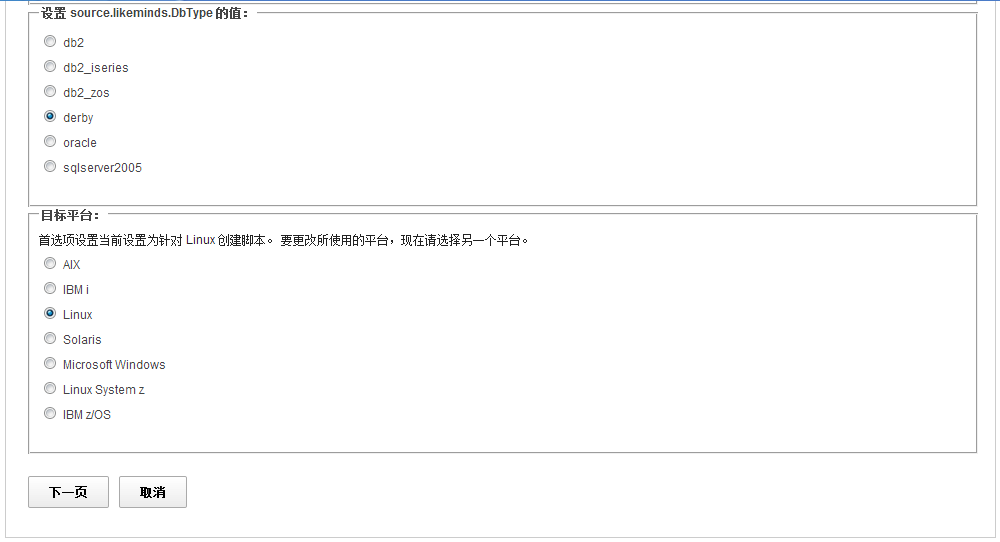 设置 source.likeminds.DbType 的值：
db2
db2_iseries
db2_zos
derby
oracle
sqlserver2005
目标平台：
首选项设置当前设置为针对 Linux 创建脚本。 要更改所使用的平台，现在请选择另一个平台。
AIX
IBM i
Linux
Solaris
Microsoft Windows
Linux System z
IBM z/OS
下一页 取消